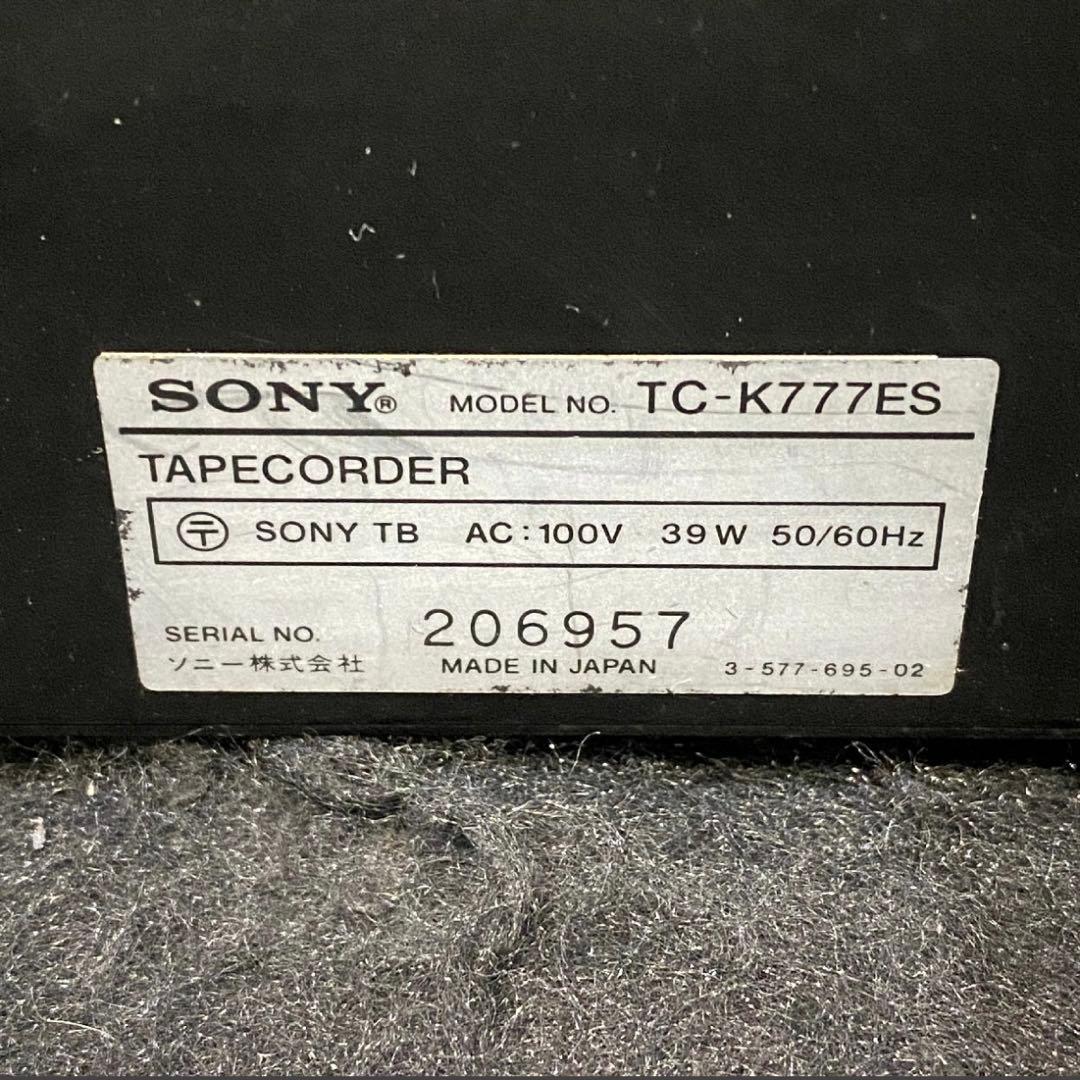 SONY® MODEL NO. TC-K777ES
TAPECORDER
〶 SONY TB AC:100V 39W 50/60Hz
SERIAL NO. 206957
ソニー株式会社 MADE IN JAPAN 3-577-695-02